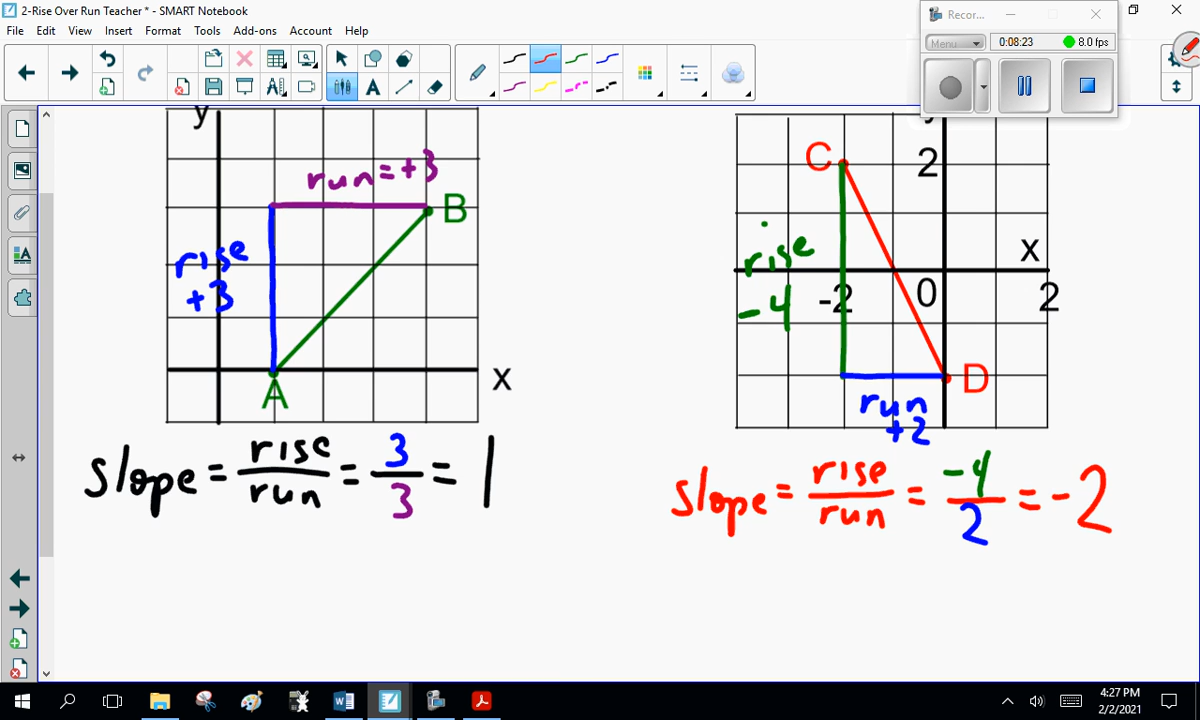 2-Rise Over Run Teacher * - SMART Notebook
File Edit View Insert Format Tools Add-ons Account Help
Recor...
Menu 0:08:23 8.0 fps
y
run=+3
B
rise
+3
A
x
slope = rise/run = 3/3 = 1
C
2
rise
-4
x
-2
0
2
D
run
+2
slope = rise/run = -4/2 = -2
4:27 PM
2/2/2021